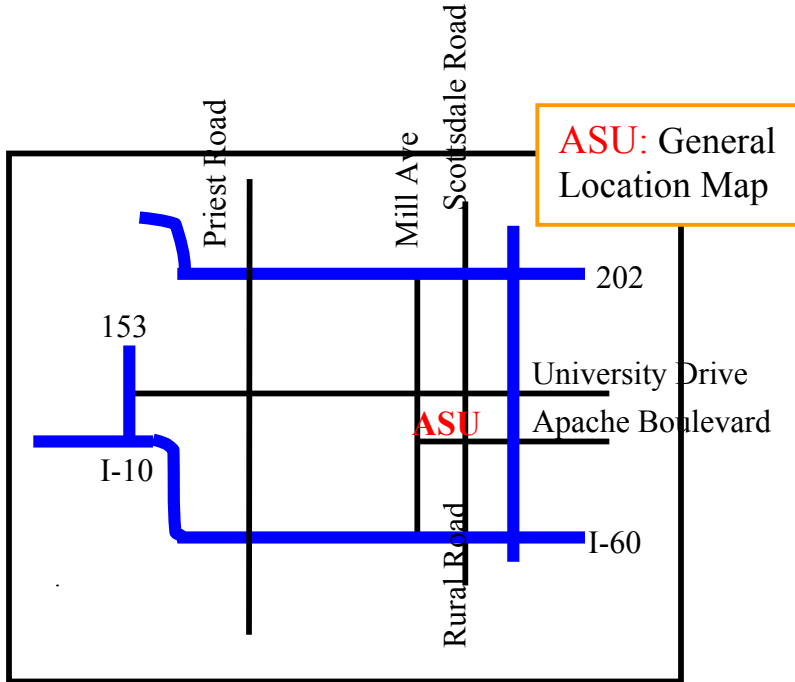 Priest Road
Mill Ave
Scottsdale Road
ASU: General
Location Map
202
153
University Drive
ASU
Apache Boulevard
I-10
Rural Road
I-60